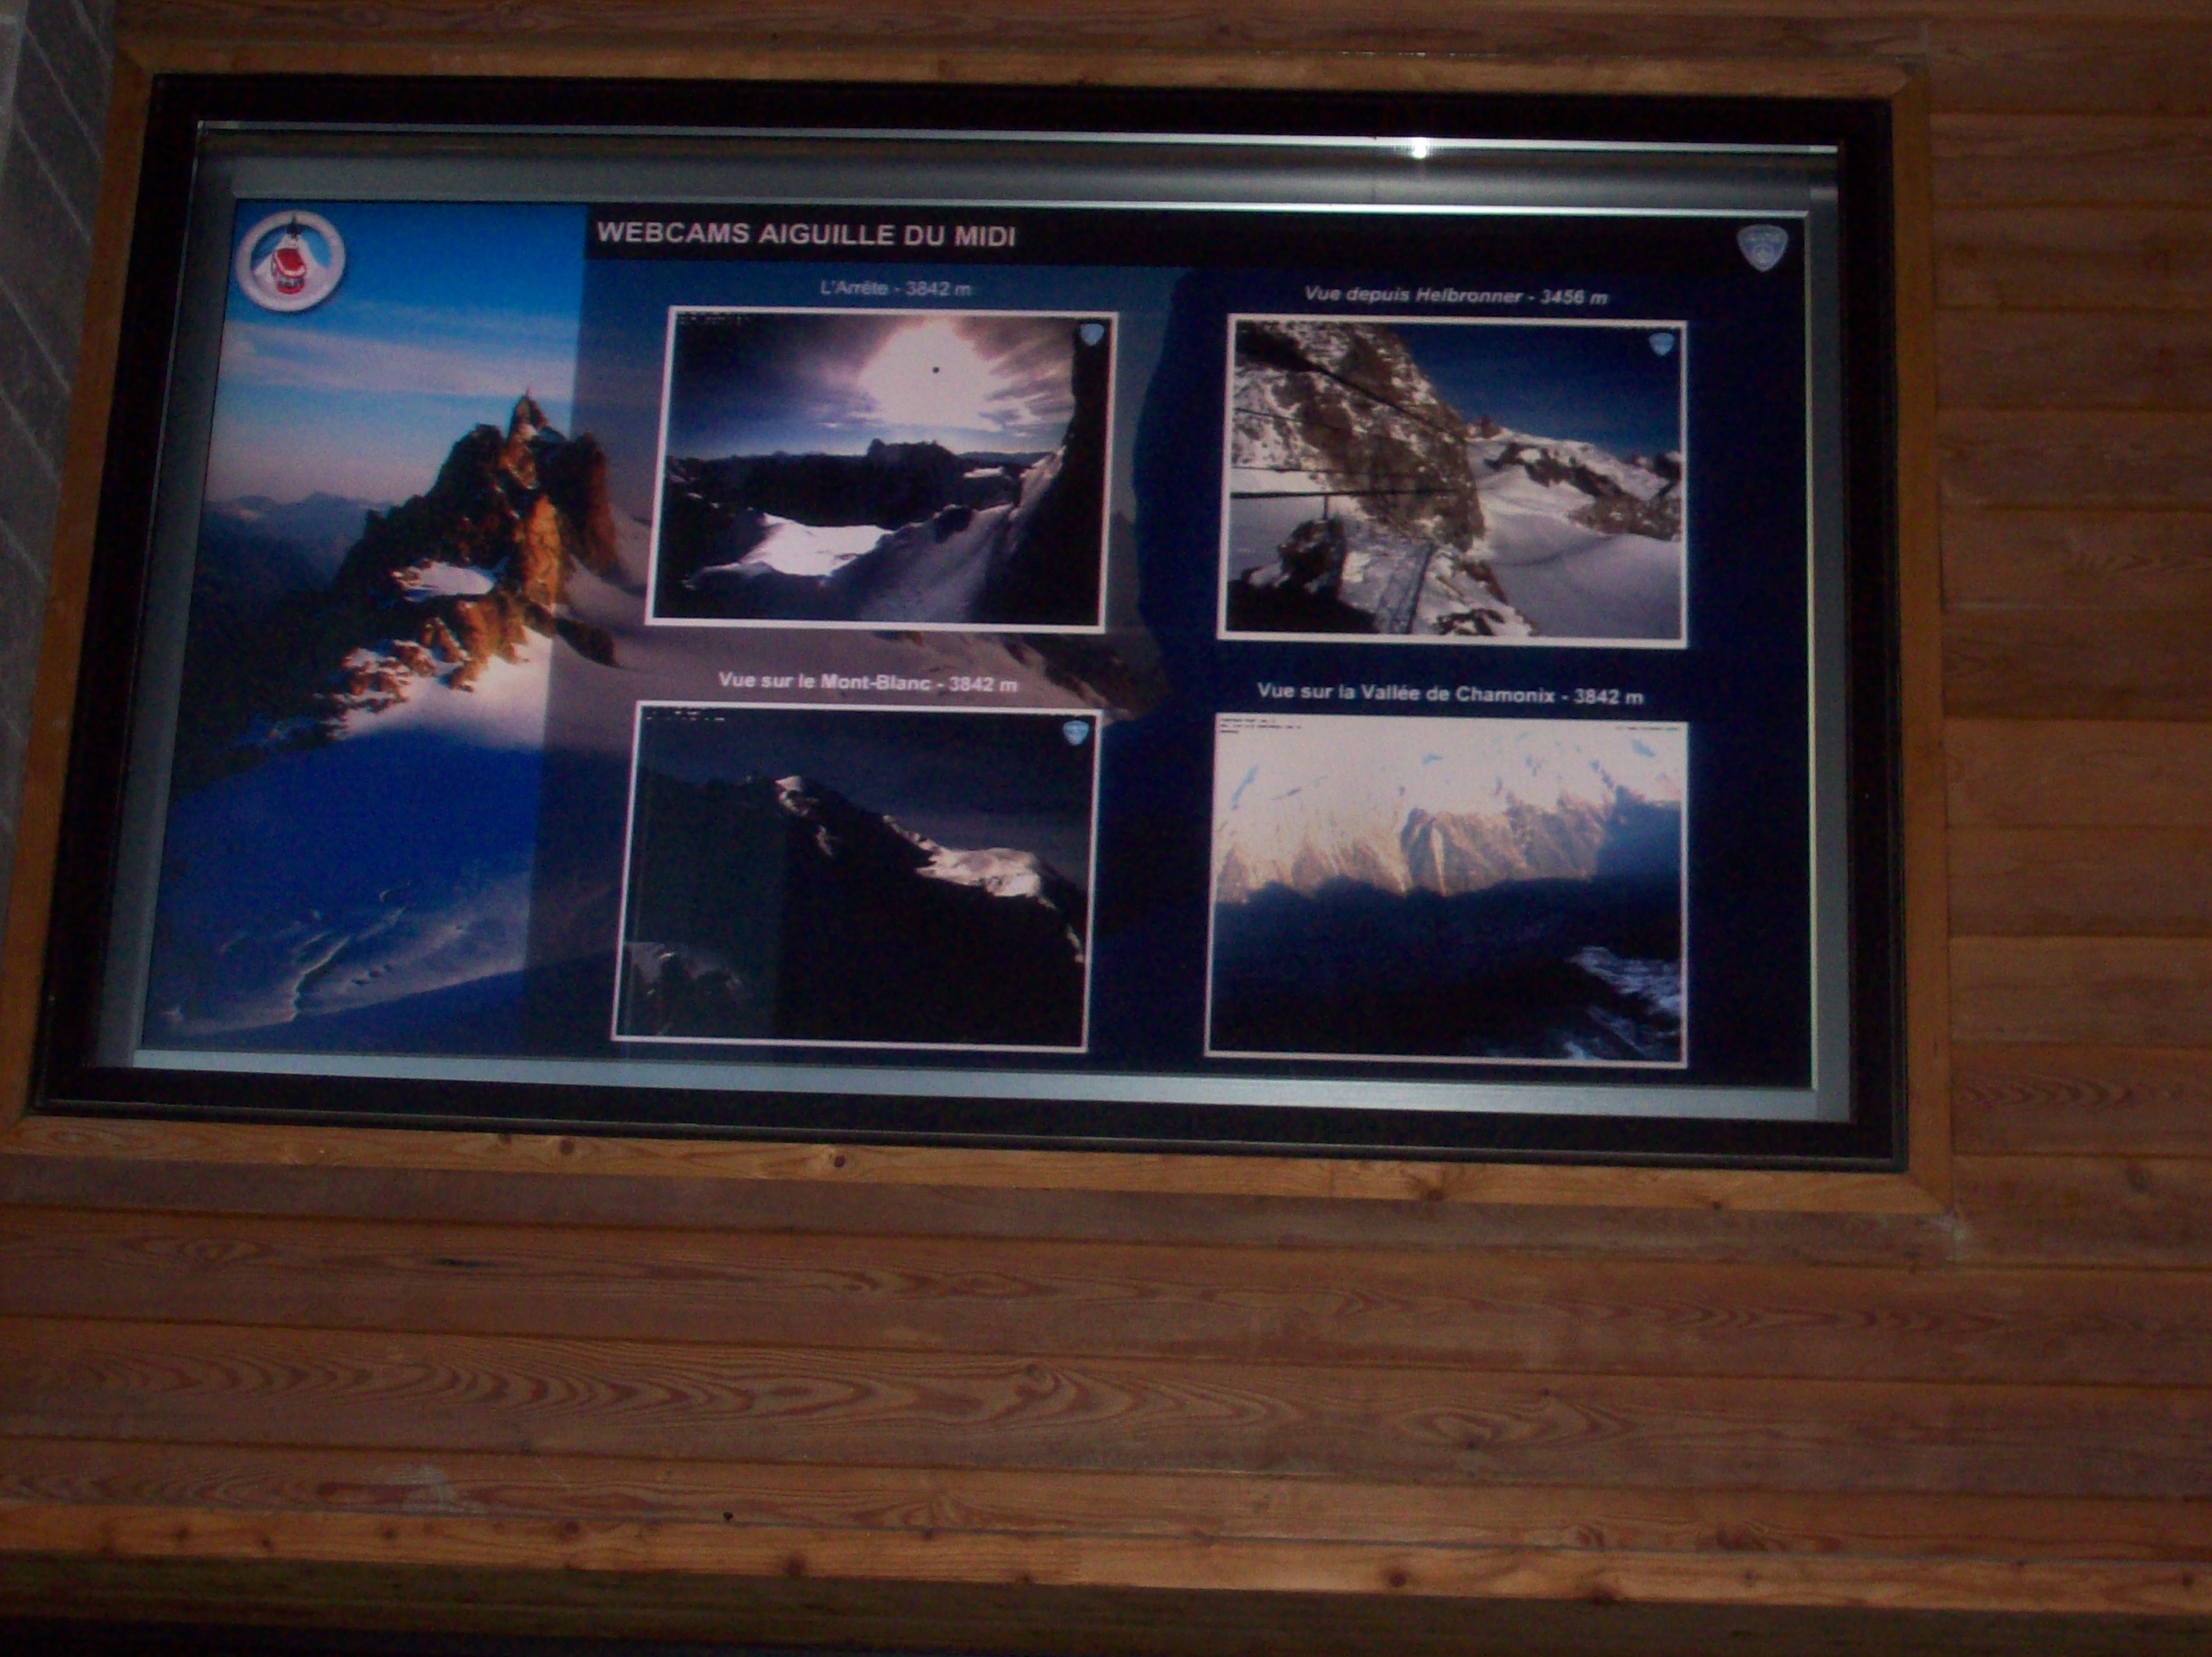 WEBCAMS AIGUILLE DU MIDI
L'Arrête - 3842 m
Vue depuis Helbronner - 3456 m
Vue sur le Mont-Blanc - 3842 m
Vue sur la Vallée de Chamonix - 3842 m